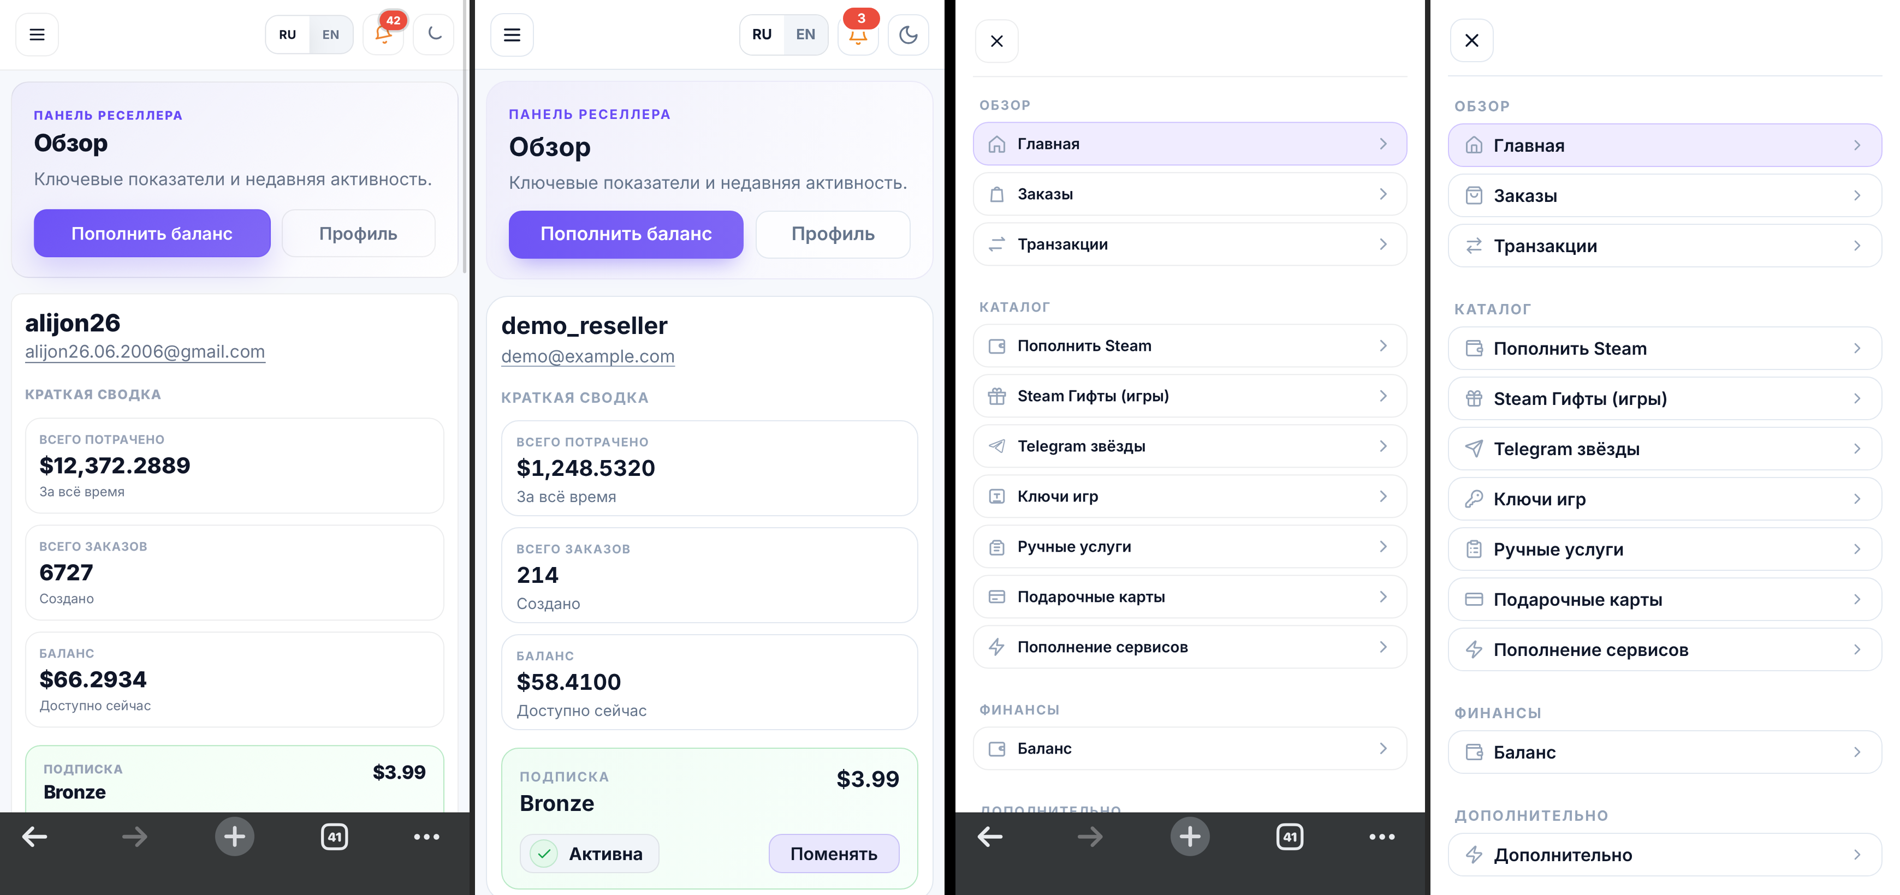 RU EN 42
ПАНЕЛЬ РЕСЕЛЛЕРА
Обзор
Ключевые показатели и недавняя активность.
Пополнить баланс Профиль
alijon26
alijon26.06.2006@gmail.com
КРАТКАЯ СВОДКА
ВСЕГО ПОТРАЧЕНО
$12,372.2889
За всё время
ВСЕГО ЗАКАЗОВ
6727
Создано
БАЛАНС
$66.2934
Доступно сейчас
ПОДПИСКА
$3.99
Bronze
41
RU EN 3
ПАНЕЛЬ РЕСЕЛЛЕРА
Обзор
Ключевые показатели и недавняя активность.
Пополнить баланс Профиль
demo_reseller
demo@example.com
КРАТКАЯ СВОДКА
ВСЕГО ПОТРАЧЕНО
$1,248.5320
За всё время
ВСЕГО ЗАКАЗОВ
214
Создано
БАЛАНС
$58.4100
Доступно сейчас
ПОДПИСКА
$3.99
Bronze
Активна Поменять
ОБЗОР
Главная
Заказы
Транзакции
КАТАЛОГ
Пополнить Steam
Steam Гифты (игры)
Telegram звёзды
Ключи игр
Ручные услуги
Подарочные карты
Пополнение сервисов
ФИНАНСЫ
Баланс
ДОПОЛНИТЕЛЬНО
41
ОБЗОР
Главная
Заказы
Транзакции
КАТАЛОГ
Пополнить Steam
Steam Гифты (игры)
Telegram звёзды
Ключи игр
Ручные услуги
Подарочные карты
Пополнение сервисов
ФИНАНСЫ
Баланс
ДОПОЛНИТЕЛЬНО
Дополнительно